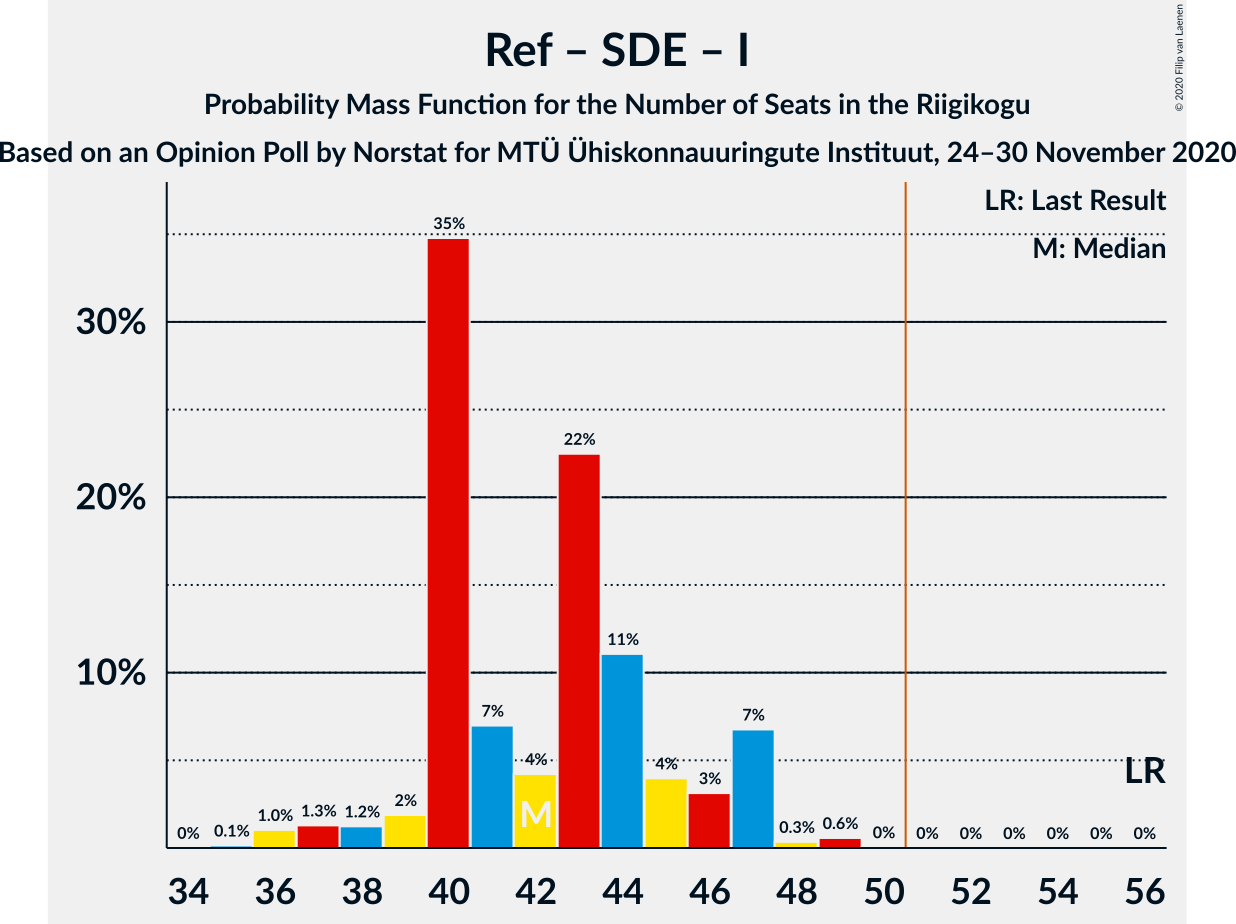 Ref – SDE – I
Probability Mass Function for the Number of Seats in the Riigikogu
Based on an Opinion Poll by Norstat for MTÜ Ühiskonnauuringute Instituut, 24–30 November 2020
© 2020 Filip van Laenen
LR: Last Result
M: Median
30%
20%
10%
0% 0.1% 1.0% 1.3% 1.2% 2% 35% 7% 4% 22% 11% 4% 3% 7% 0.3% 0.6% 0% 0% 0% 0% 0% 0% 0%
M
LR
34 36 38 40 42 44 46 48 50 52 54 56